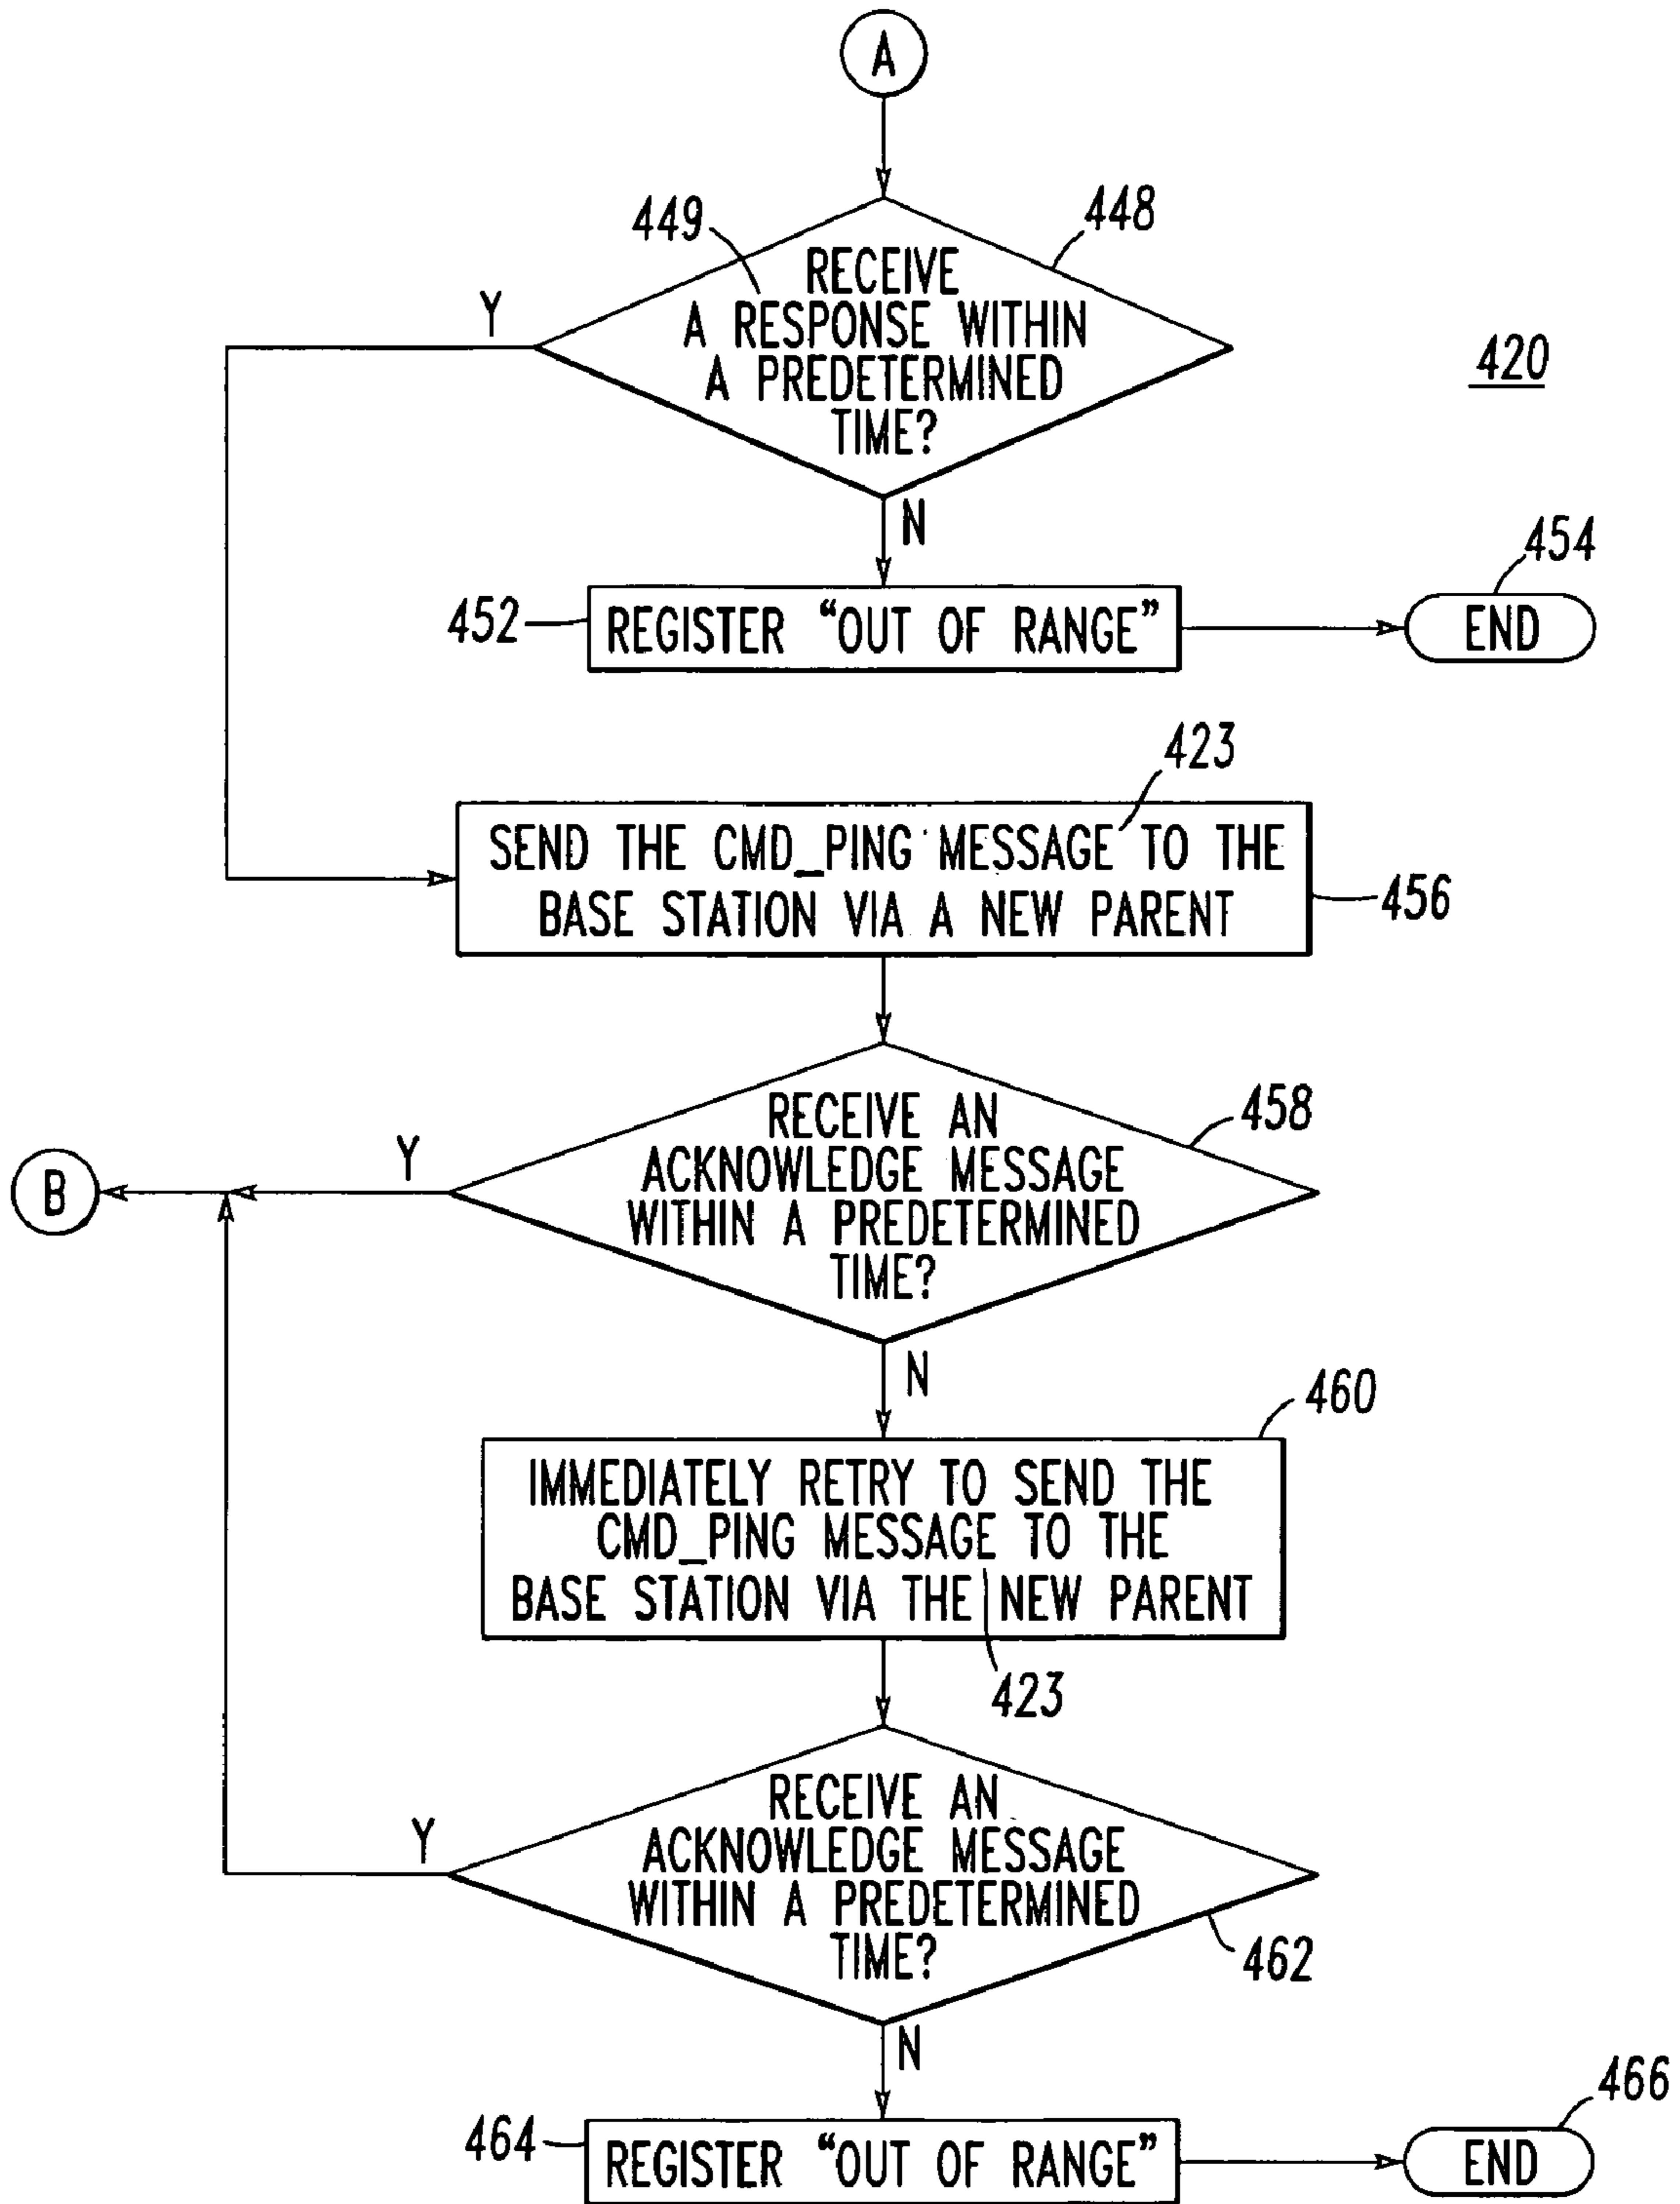 A
449
448
RECEIVE
A RESPONSE WITHIN
A PREDETERMINED
TIME?
Y
420
N
454
452
REGISTER “OUT OF RANGE”
END
423
SEND THE CMD_PING MESSAGE TO THE
BASE STATION VIA A NEW PARENT
456
458
RECEIVE AN
ACKNOWLEDGE MESSAGE
WITHIN A PREDETERMINED
TIME?
Y
B
N
460
IMMEDIATELY RETRY TO SEND THE
CMD_PING MESSAGE TO THE
BASE STATION VIA THE NEW PARENT
423
RECEIVE AN
ACKNOWLEDGE MESSAGE
WITHIN A PREDETERMINED
TIME?
Y
462
N
466
464
REGISTER “OUT OF RANGE”
END